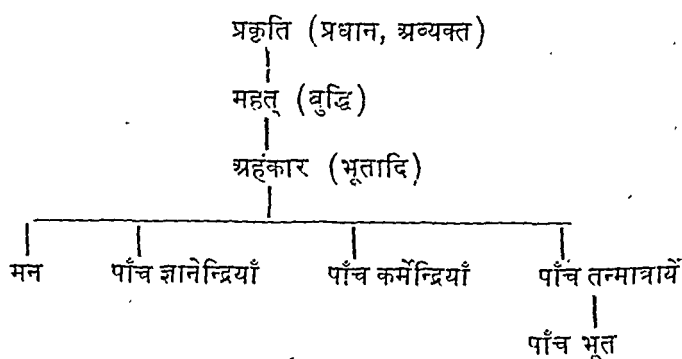 प्रकृति (प्रधान, अव्यक्त)
महत् (बुद्धि)
अहंकार (भूतादि)
मन पाँच ज्ञानेन्द्रियाँ पाँच कर्मेन्द्रियाँ पाँच तन्मात्रायें
पाँच भूत